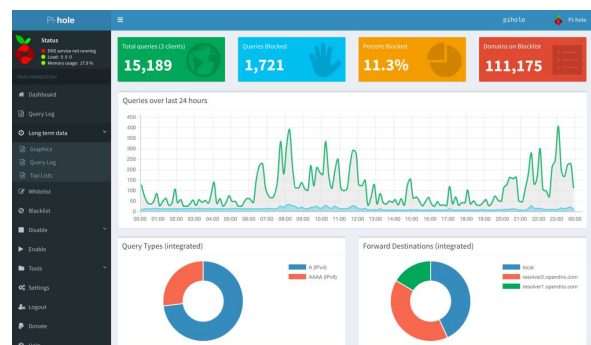 Pi-hole
pihole
Pi-hole
Status
DNS service not running
Load: 0 0 0
Memory usage: 17.9 %
MAIN NAVIGATION
Dashboard
Query Log
Long term data
Graphics
Query Log
Top Lists
Whitelist
Blacklist
Disable
Enable
Tools
Settings
Logout
Donate
Help
Total queries (3 clients)
15,189
Queries Blocked
1,721
Percent Blocked
11.3%
Domains on Blocklist
111,175
Queries over last 24 hours
450
400
350
300
250
200
150
100
50
0
00:00 01:00 02:00 03:00 04:00 05:00 06:00 07:00 08:00 09:00 10:00 11:00 12:00 13:00 14:00 15:00 16:00 17:00 18:00 19:00 20:00 21:00 22:00 23:00 00:00
Query Types (integrated)
A (IPv4)
AAAA (IPv6)
Forward Destinations (integrated)
local
resolver2.opendns.com
resolver1.opendns.com